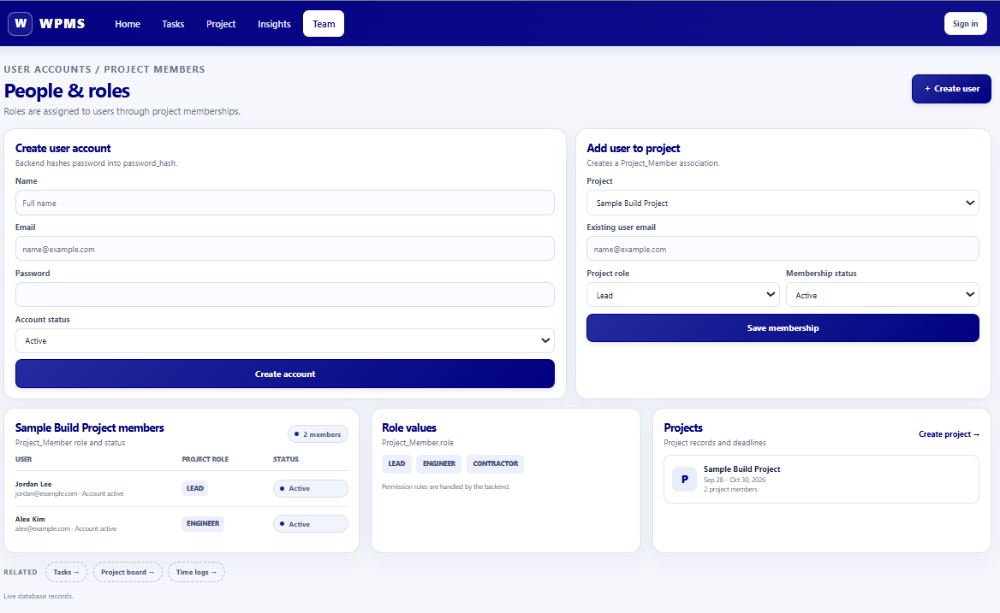 W WPMS Home Tasks Project Insights Team Sign in
USER ACCOUNTS / PROJECT MEMBERS
People & roles
+ Create user
Roles are assigned to users through project memberships.
Create user account
Backend hashes password into password_hash.
Name
Full name
Email
name@example.com
Password
Account status
Active
Create account
Add user to project
Creates a Project_Member association.
Project
Sample Build Project
Existing user email
name@example.com
Project role Membership status
Lead Active
Save membership
Sample Build Project members
2 members
Project_Member role and status
USER PROJECT ROLE STATUS
Jordan Lee
jordan@example.com · Account active
LEAD Active
Alex Kim
alex@example.com · Account active
ENGINEER Active
Role values
Project_Member.role
LEAD ENGINEER CONTRACTOR
Permission rules are handled by the backend.
Projects
Create project →
Project records and deadlines
P
Sample Build Project
Sep 28 – Oct 30, 2026
2 project members
RELATED Tasks → Project board → Time logs →
Live database records.